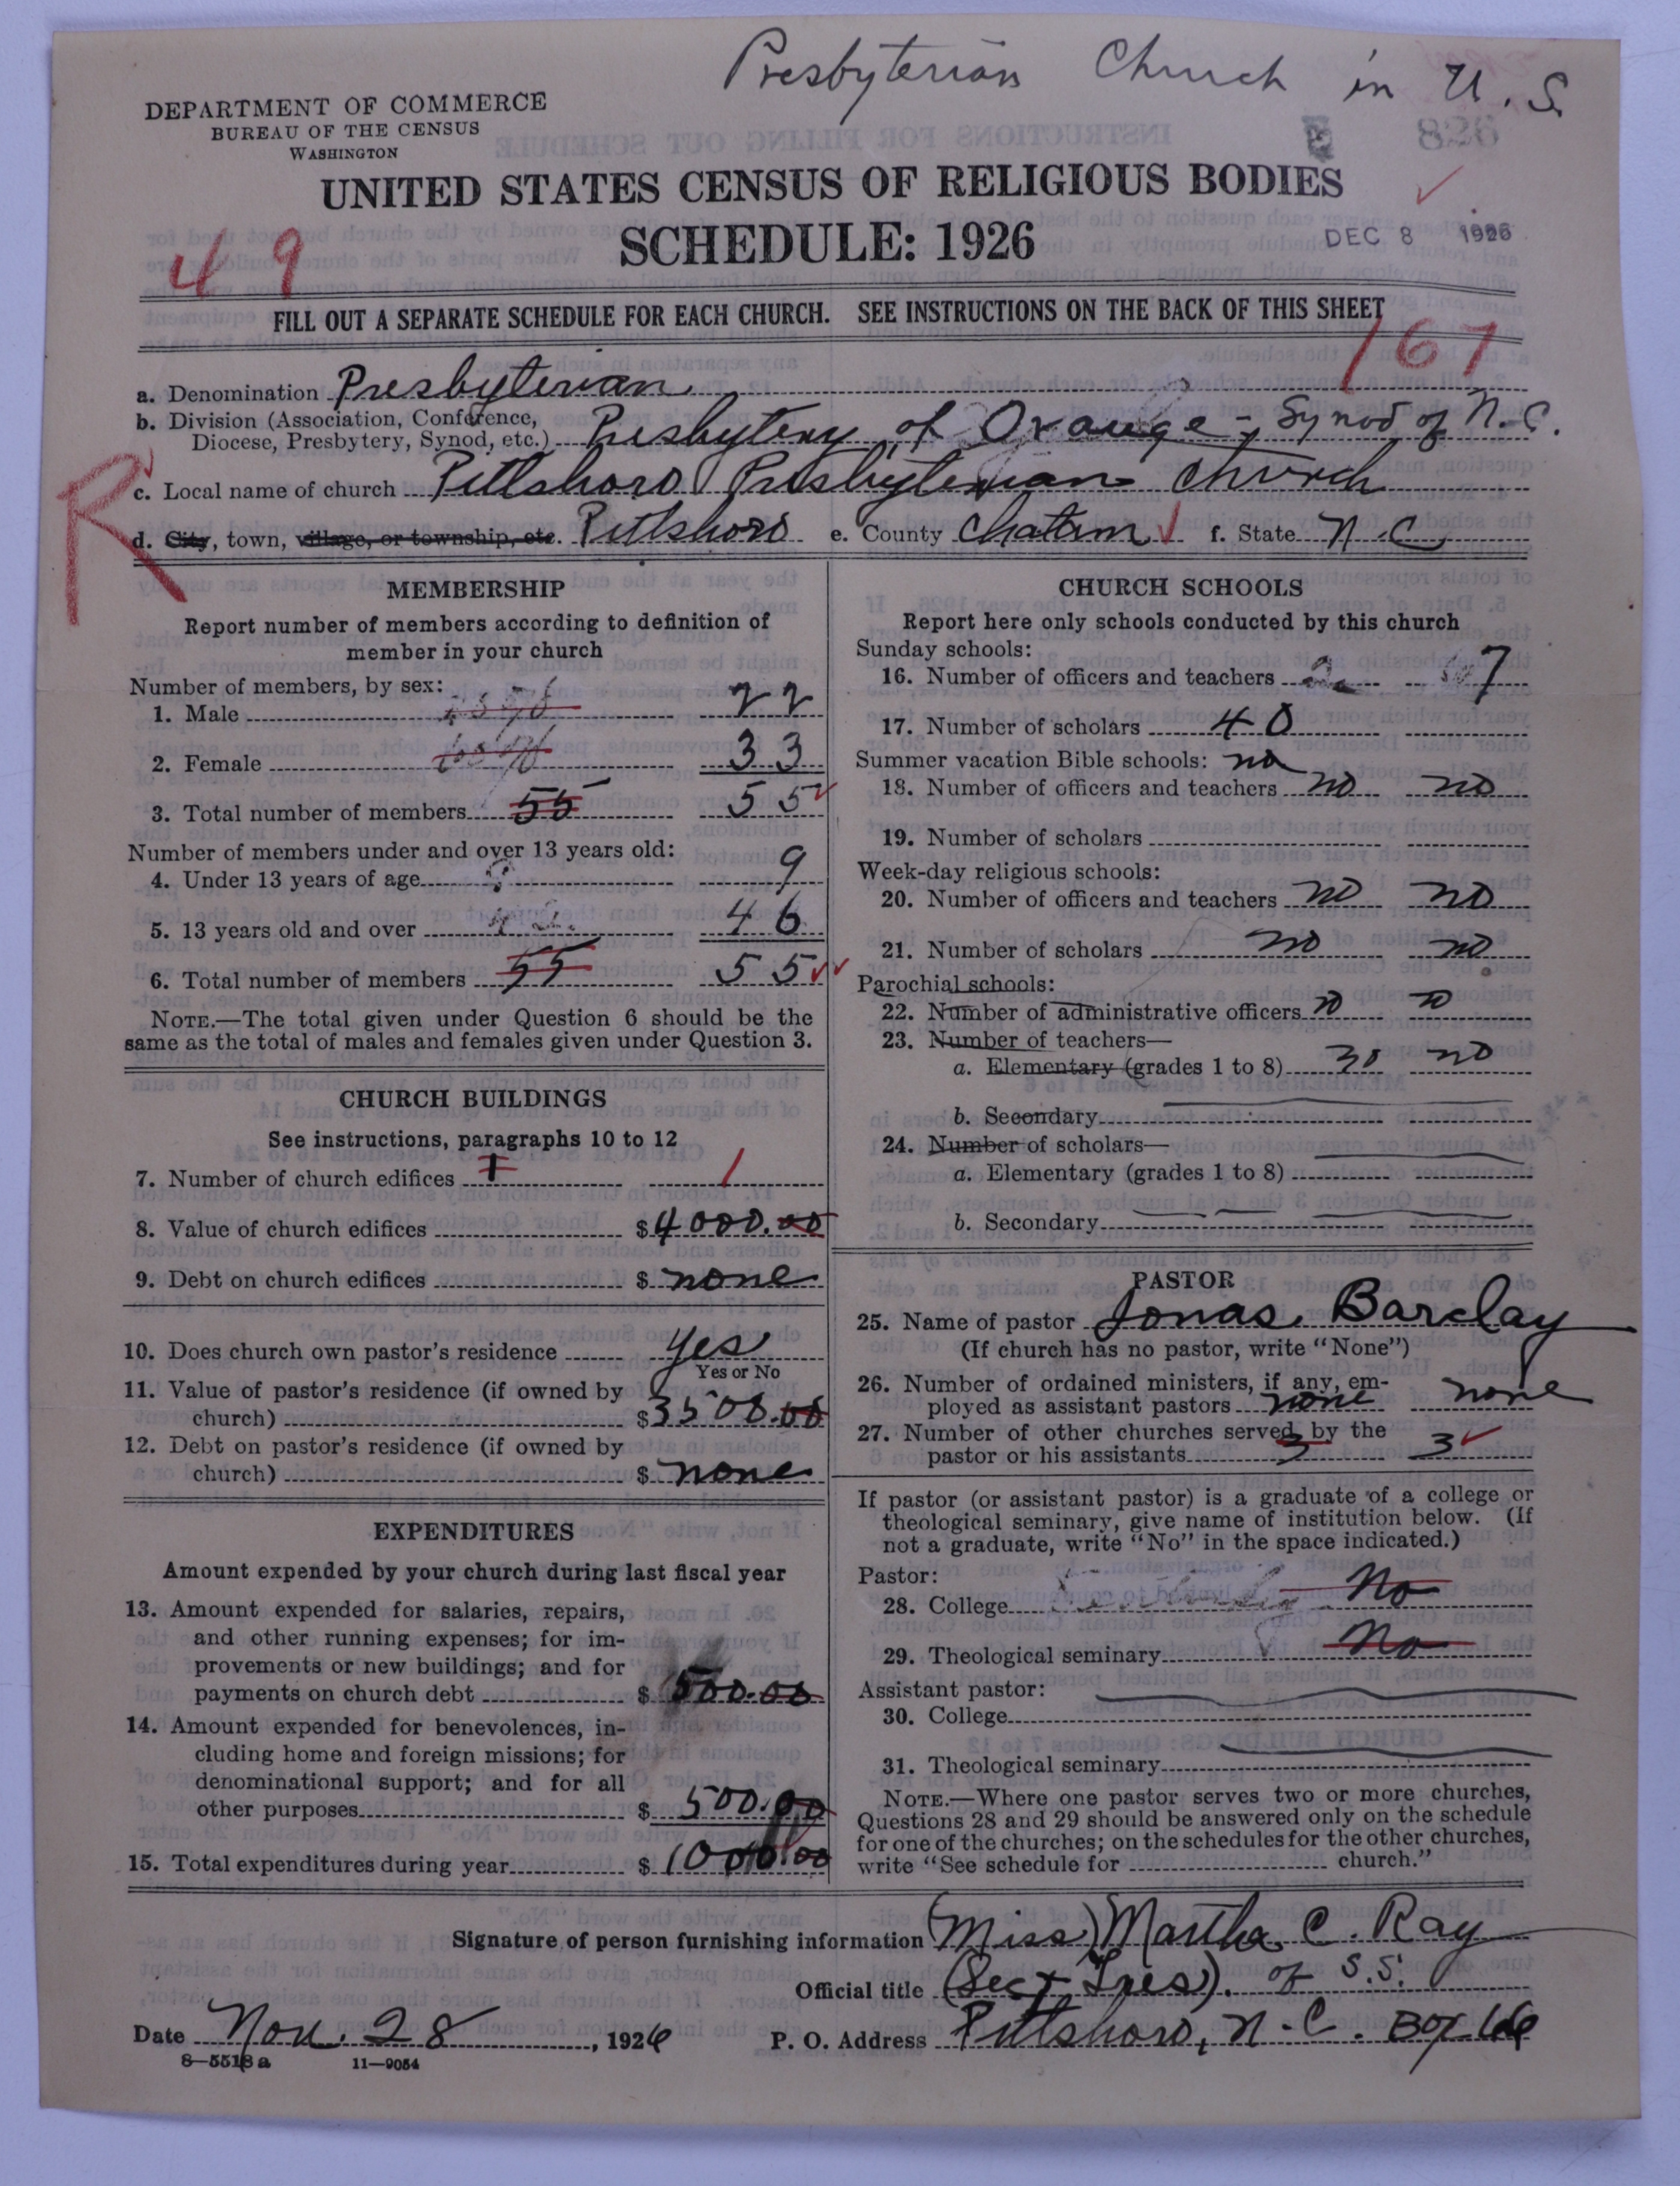 Presbyterian Church in U.S.
DEPARTMENT OF COMMERCE
BUREAU OF THE CENSUS
WASHINGTON
826
UNITED STATES CENSUS OF RELIGIOUS BODIES
SCHEDULE: 1926
DEC 8 1926
49
FILL OUT A SEPARATE SCHEDULE FOR EACH CHURCH. SEE INSTRUCTIONS ON THE BACK OF THIS SHEET
167
a. Denomination Presbyterian
b. Division (Association, Conference,
Diocese, Presbytery, Synod, etc.) Presbytery of Orange - Synod of N.C.
R
c. Local name of church Pittsboro Presbyterian Church
d. City, town, village, or township, etc. Pittsboro e. County Chatam f. State N.C.
MEMBERSHIP
Report number of members according to definition of
member in your church
Number of members, by sex:
1. Male 22
2. Female 33
3. Total number of members 55 55
Number of members under and over 13 years old:
4. Under 13 years of age 9
5. 13 years old and over 46
6. Total number of members 55 55
NOTE.—The total given under Question 6 should be the
same as the total of males and females given under Question 3.
CHURCH BUILDINGS
See instructions, paragraphs 10 to 12
7. Number of church edifices 1 1
8. Value of church edifices $4000.00
9. Debt on church edifices $ none
10. Does church own pastor's residence yes
Yes or No
11. Value of pastor's residence (if owned by
church) $3500.00
12. Debt on pastor's residence (if owned by
church) $ none
EXPENDITURES
Amount expended by your church during last fiscal year
13. Amount expended for salaries, repairs,
and other running expenses; for im-
provements or new buildings; and for
payments on church debt $ 500.00
14. Amount expended for benevolences, in-
cluding home and foreign missions; for
denominational support; and for all
other purposes $ 500.00
15. Total expenditures during year $ 1000.00
CHURCH SCHOOLS
Report here only schools conducted by this church
Sunday schools:
16. Number of officers and teachers 7
17. Number of scholars 40
Summer vacation Bible schools: no
18. Number of officers and teachers no no
19. Number of scholars
Week-day religious schools:
20. Number of officers and teachers no no
21. Number of scholars no no
Parochial schools:
22. Number of administrative officers no no
23. Number of teachers—
a. Elementary (grades 1 to 8) no
b. Secondary
24. Number of scholars—
a. Elementary (grades 1 to 8)
b. Secondary
PASTOR
25. Name of pastor Jonas Barclay
(If church has no pastor, write "None")
26. Number of ordained ministers, if any, em-
ployed as assistant pastors none none
27. Number of other churches served by the
pastor or his assistants 3 3
If pastor (or assistant pastor) is a graduate of a college or
theological seminary, give name of institution below. (If
not a graduate, write "No" in the space indicated.)
Pastor:
28. College No
29. Theological seminary No
Assistant pastor:
30. College
31. Theological seminary
NOTE.—Where one pastor serves two or more churches,
Questions 28 and 29 should be answered only on the schedule
for one of the churches; on the schedules for the other churches,
write "See schedule for church."
Signature of person furnishing information (Miss) Martha C. Ray
Official title (Sec & Tres). of S.S.
Date Nov. 28, 1926 P. O. Address Pittsboro, N.C. Box
8—5518a 11—9054